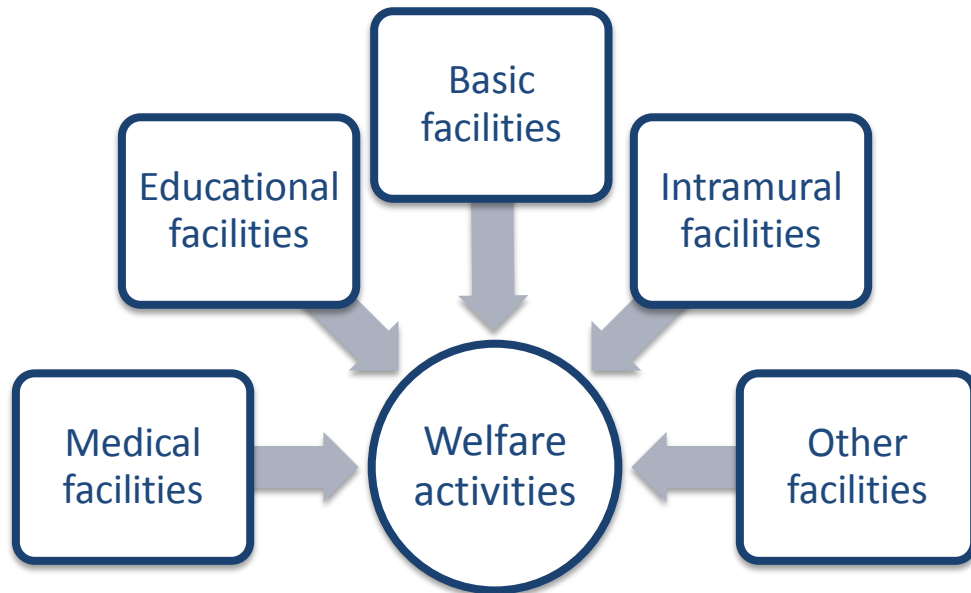 Basic
facilities
Educational
facilities
Intramural
facilities
Medical
facilities
Welfare
activities
Other
facilities